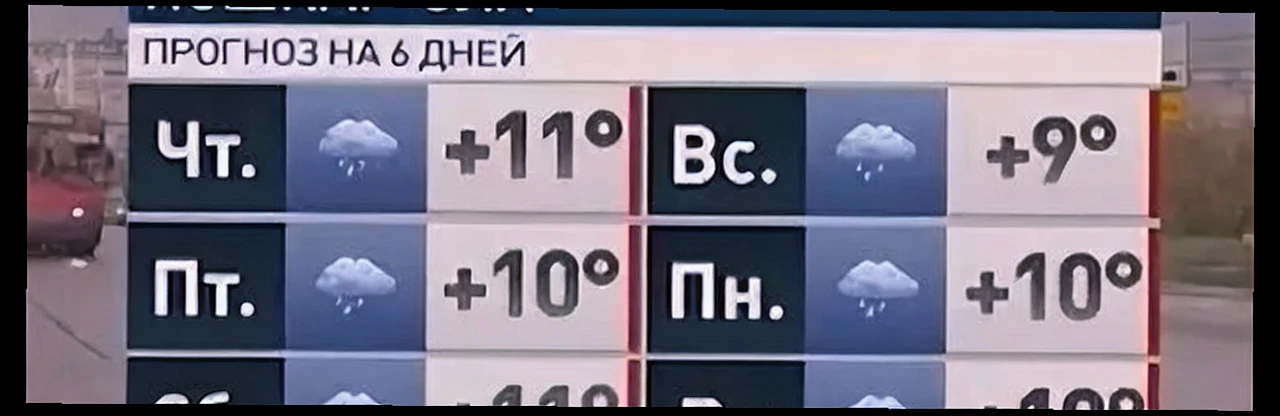 ПРОГНОЗ НА 6 ДНЕЙ
Чт. +11° Вс. +9°
Пт. +10° Пн. +10°